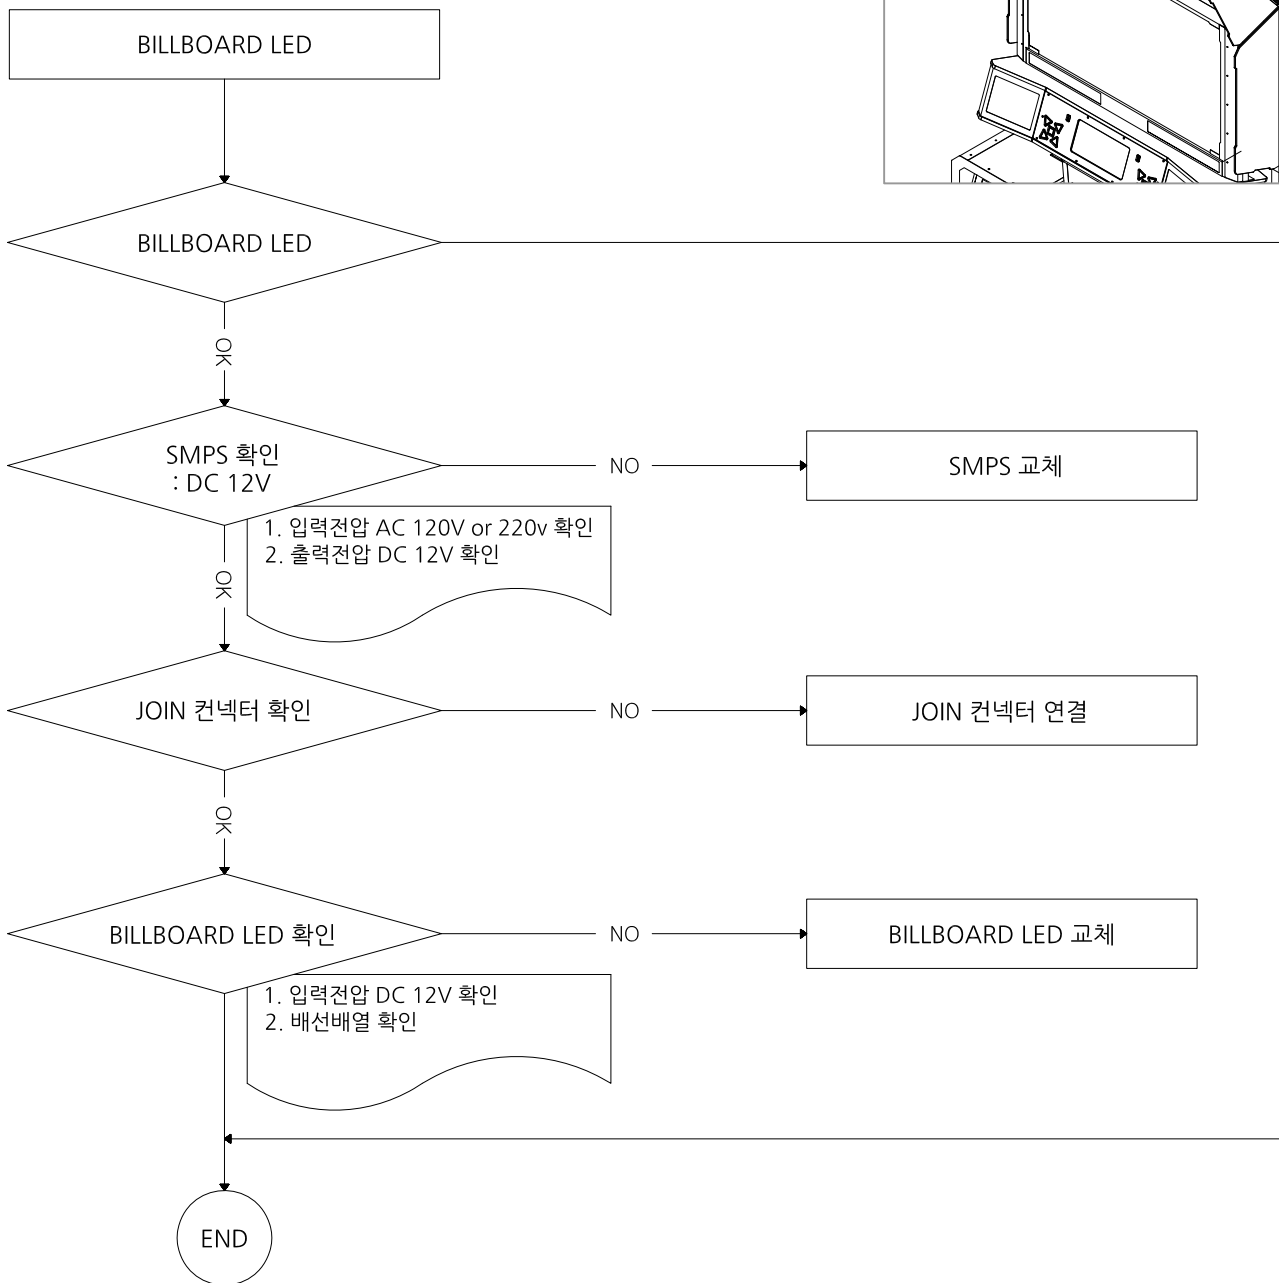 BILLBOARD LED
BILLBOARD LED
OK
SMPS 확인
: DC 12V
NO
SMPS 교체
1. 입력전압 AC 120V or 220v 확인
2. 출력전압 DC 12V 확인
OK
JOIN 컨넥터 확인
NO
JOIN 컨넥터 연결
OK
BILLBOARD LED 확인
NO
BILLBOARD LED 교체
1. 입력전압 DC 12V 확인
2. 배선배열 확인
END